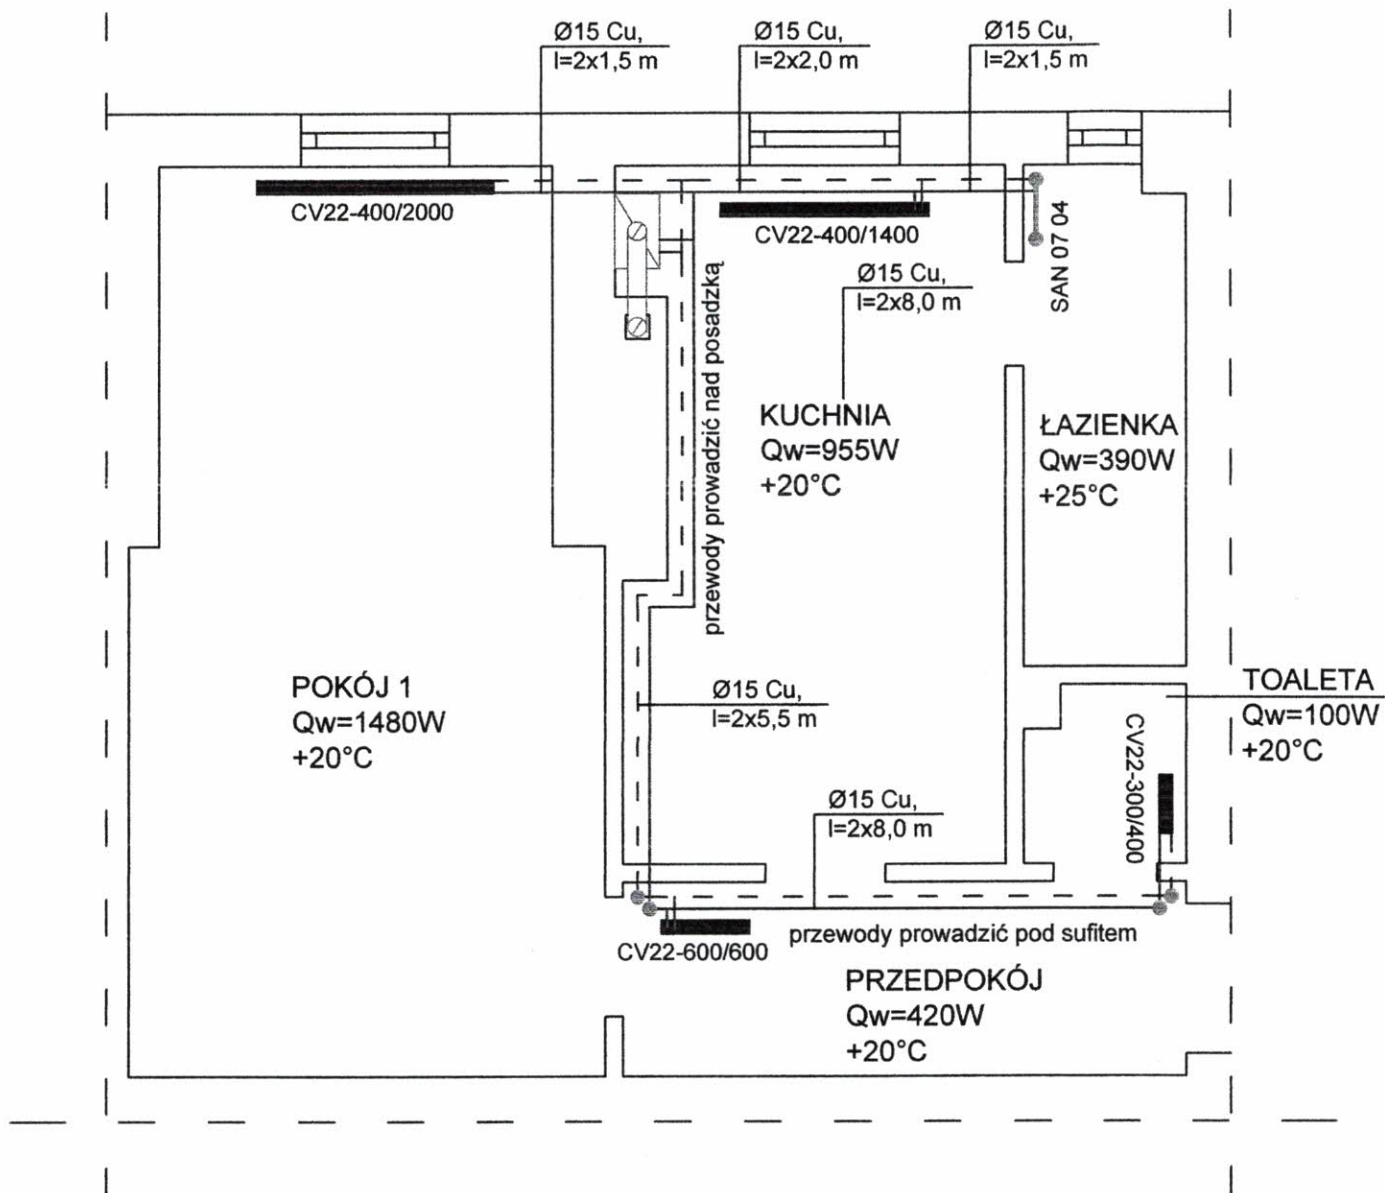 Ø15 Cu,
l=2x1,5 m
Ø15 Cu,
l=2x2,0 m
Ø15 Cu,
l=2x1,5 m
CV22-400/2000
CV22-400/1400
SAN 07 04
Ø15 Cu,
l=2x8,0 m
przewody prowadzić nad posadzką
KUCHNIA
Qw=955W
+20°C
ŁAZIENKA
Qw=390W
+25°C
POKÓJ 1
Qw=1480W
+20°C
Ø15 Cu,
l=2x5,5 m
TOALETA
Qw=100W
+20°C
CV22-300/400
Ø15 Cu,
l=2x8,0 m
CV22-600/600
przewody prowadzić pod sufitem
PRZEDPOKÓJ
Qw=420W
+20°C